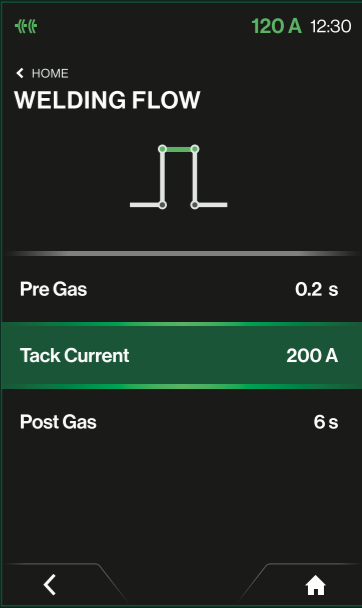 120 A 12:30
HOME
WELDING FLOW
Pre Gas 0.2 s
Tack Current 200 A
Post Gas 6 s